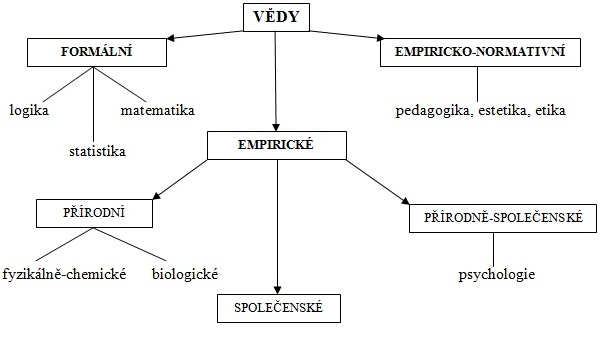 VĚDY
FORMÁLNÍ
EMPIRICKO-NORMATIVNÍ
logika
matematika
pedagogika, estetika, etika
statistika
EMPIRICKÉ
PŘÍRODNÍ
PŘÍRODNĚ-SPOLEČENSKÉ
fyzikálně-chemické
biologické
psychologie
SPOLEČENSKÉ